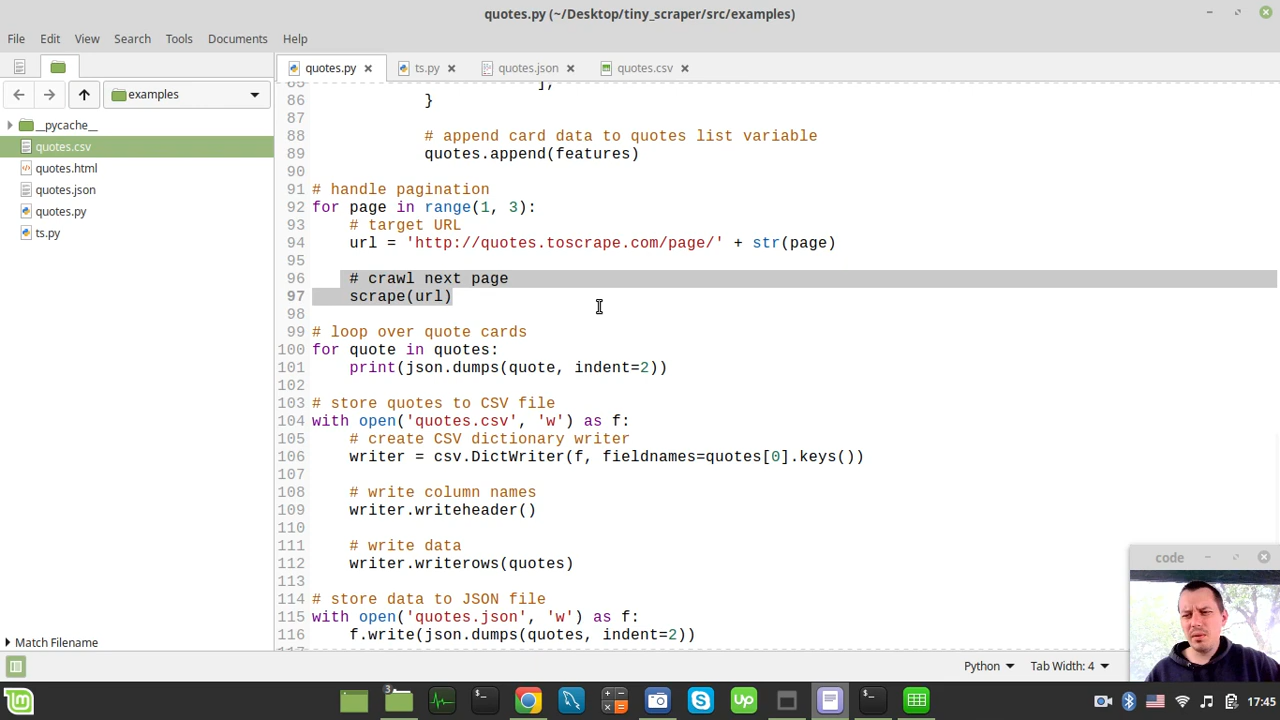 quotes.py (~/Desktop/tiny_scraper/src/examples)
File Edit View Search Tools Documents Help
quotes.py ts.py quotes.json quotes.csv
examples
__pycache__
quotes.csv
quotes.html
quotes.json
quotes.py
ts.py
85 ],
86 }
87
88 # append card data to quotes list variable
89 quotes.append(features)
90
91 # handle pagination
92 for page in range(1, 3):
93 # target URL
94 url = 'http://quotes.toscrape.com/page/' + str(page)
95
96 # crawl next page
97 scrape(url)
98
99 # loop over quote cards
100 for quote in quotes:
101 print(json.dumps(quote, indent=2))
102
103 # store quotes to CSV file
104 with open('quotes.csv', 'w') as f:
105 # create CSV dictionary writer
106 writer = csv.DictWriter(f, fieldnames=quotes[0].keys())
107
108 # write column names
109 writer.writeheader()
110
111 # write data
112 writer.writerows(quotes)
113
114 # store data to JSON file
115 with open('quotes.json', 'w') as f:
116 f.write(json.dumps(quotes, indent=2))
code
Match Filename
Python Tab Width: 4
3
$_
up
$_
17:45